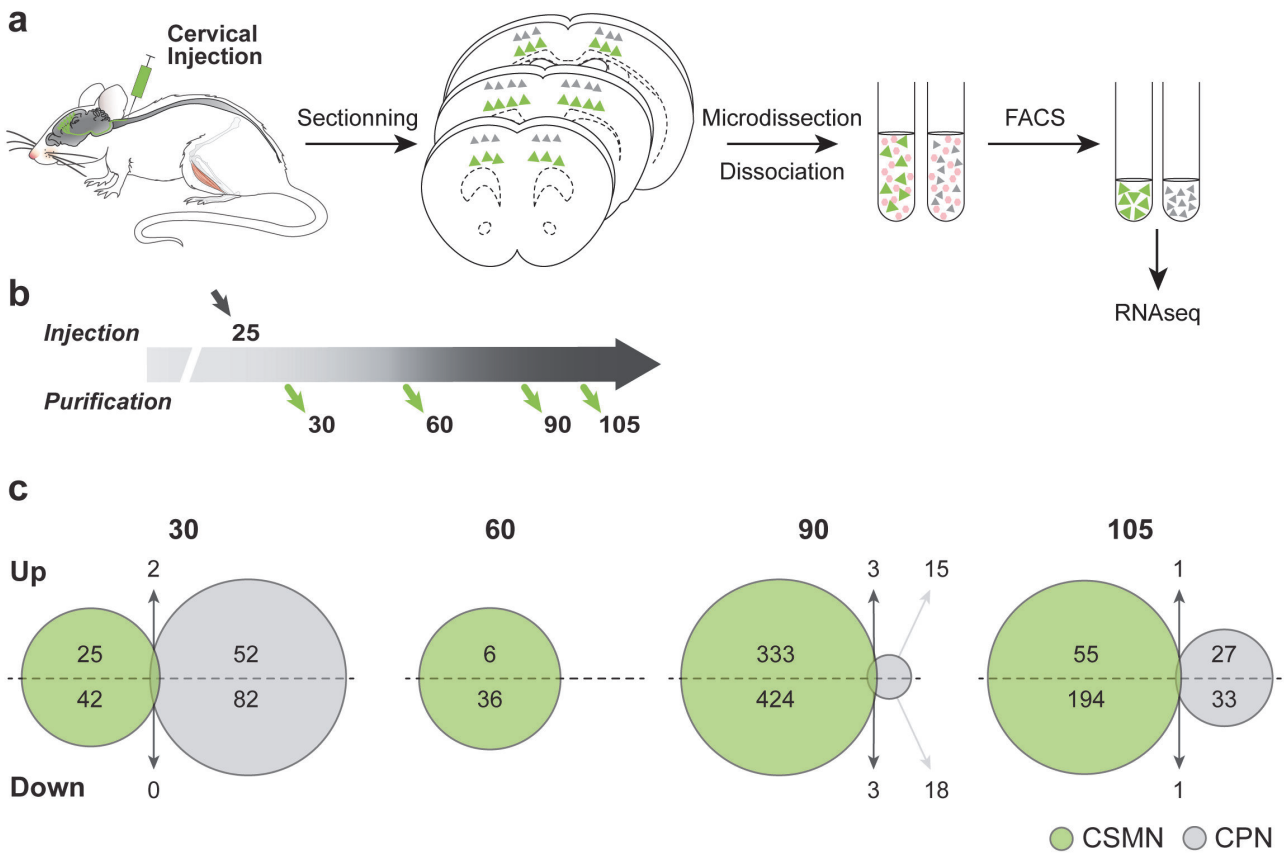 a
Cervical
Injection
Sectionning
Microdissection
Dissociation
FACS
RNAseq
b
Injection
25
Purification
30 60 90 105
c
30 60 90 105
Up 2 3 15 1
25 52 6 333 55 27
42 82 36 424 194 33
Down 0 3 18 1
CSMN CPN